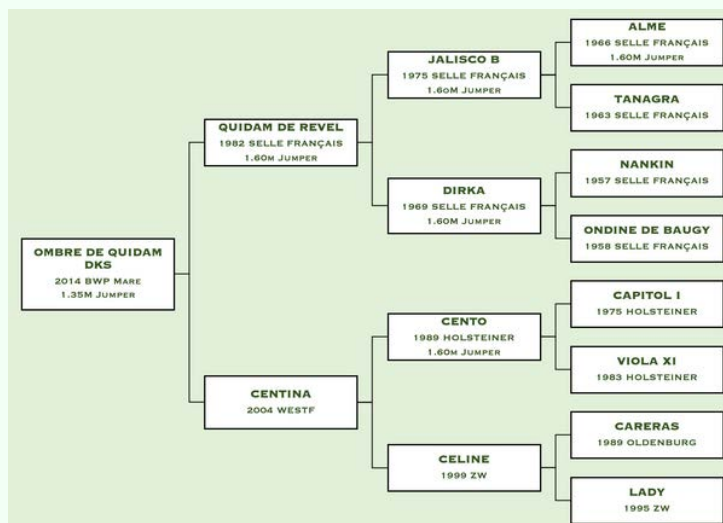 ALME
1966 SELLE FRANÇAIS
1.60M JUMPER
JALISCO B
1975 SELLE FRANÇAIS
1.60M JUMPER
TANAGRA
1963 SELLE FRANÇAIS
QUIDAM DE REVEL
1982 SELLE FRANÇAIS
1.60M JUMPER
NANKIN
1957 SELLE FRANÇAIS
DIRKA
1969 SELLE FRANÇAIS
1.60M JUMPER
ONDINE DE BAUGY
1958 SELLE FRANÇAIS
OMBRE DE QUIDAM
DKS
2014 BWP MARE
1.35M JUMPER
CAPITOL I
1975 HOLSTEINER
CENTO
1989 HOLSTEINER
1.60M JUMPER
VIOLA XI
1983 HOLSTEINER
CENTINA
2004 WESTF
CARERAS
1989 OLDENBURG
CELINE
1999 ZW
LADY
1995 ZW